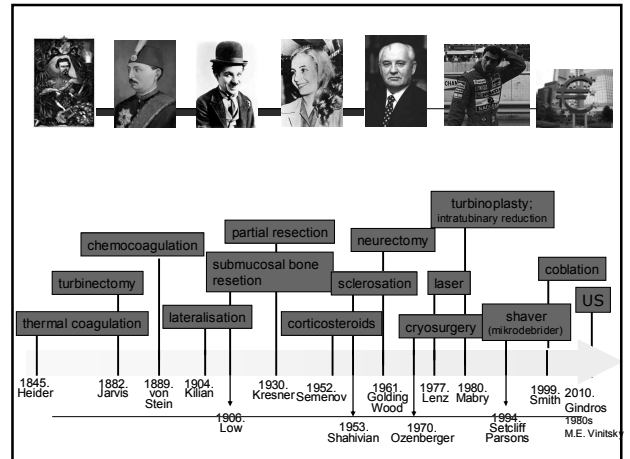 turbinoplasty;
intratubinary reduction
partial resection
neurectomy
chemocoagulation
submucosal bone
resetion
coblation
turbinectomy
sclerosation
laser
US
thermal coagulation
lateralisation
corticosteroids
cryosurgery
shaver
(mikrodebrider)
1845.
Heider
1882.
Jarvis
1889.
von
Stein
1904.
Kilian
1906.
Low
1930.
Kresner
1952.
Semenov
1953.
Shahivian
1961.
Golding
Wood
1970.
Ozenberger
1977.
Lenz
1980.
Mabry
1994.
Setcliff
Parsons
1999.
Smith
2010.
Gindros
1980s
M.E. Vinitsky